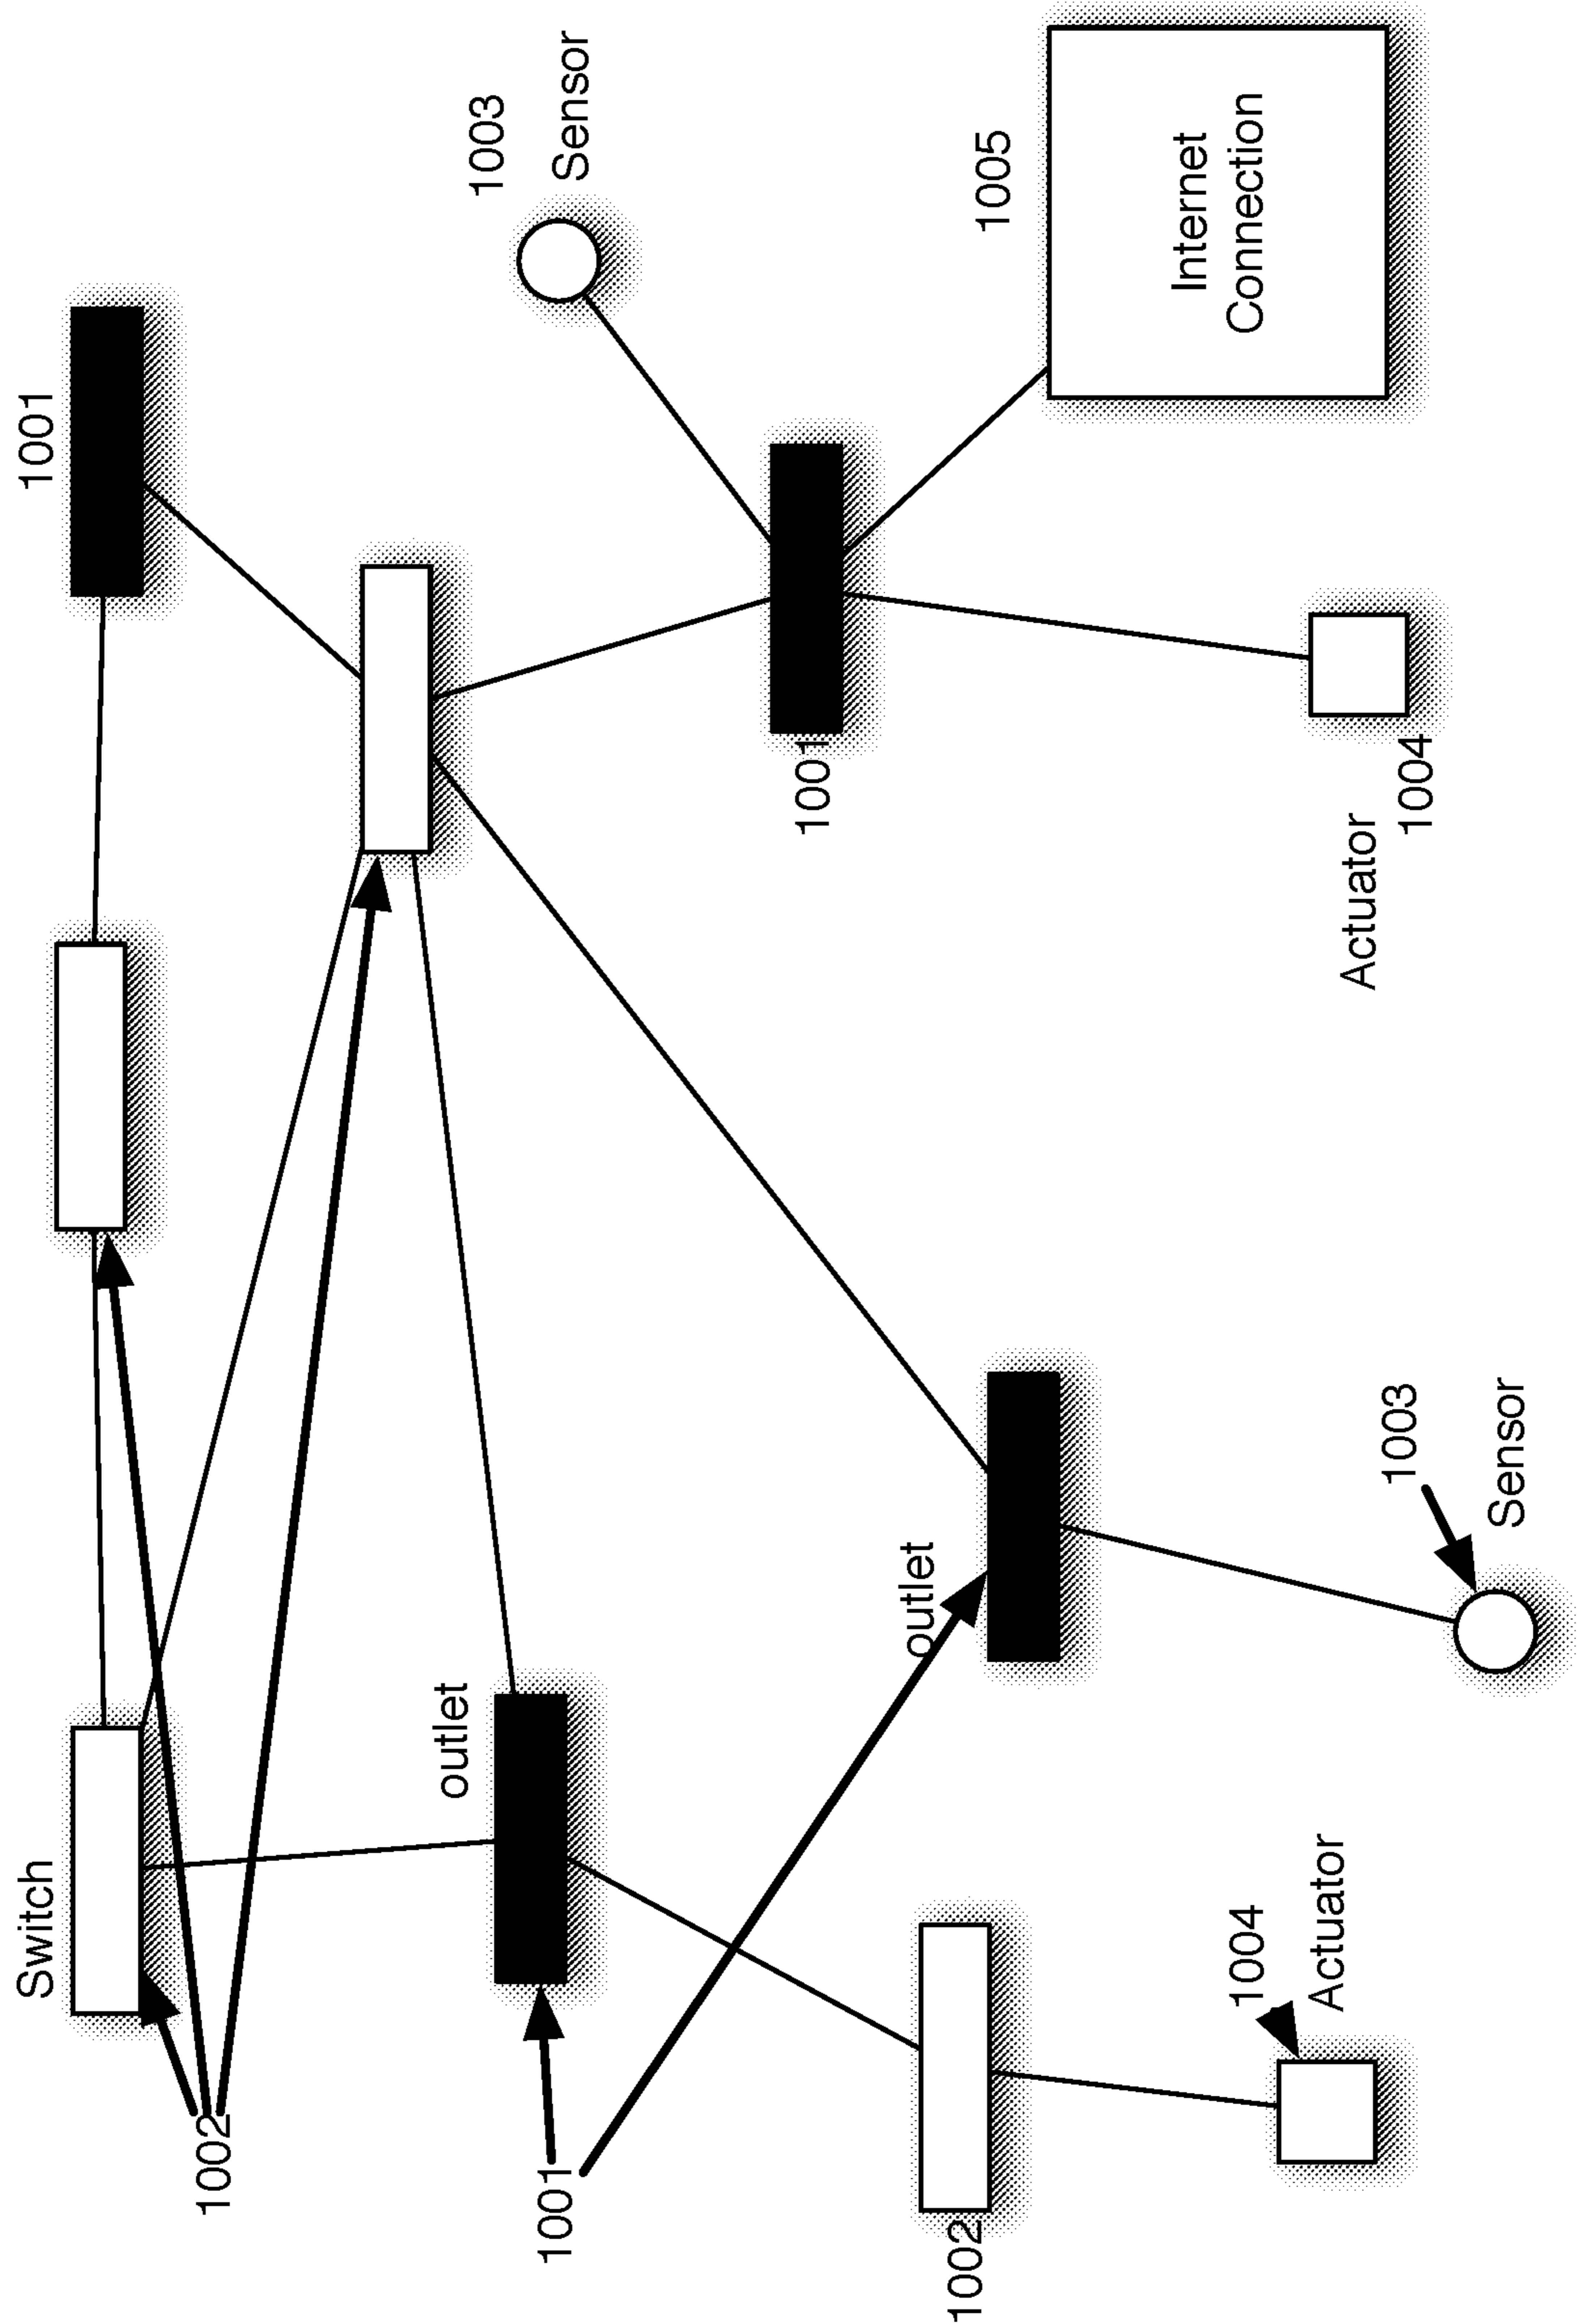 Switch
1001
1002
outlet
1003
Sensor
1001
1001
outlet
1002
1005
Internet
Connection
1004
Actuator
Actuator
1004
1003
Sensor